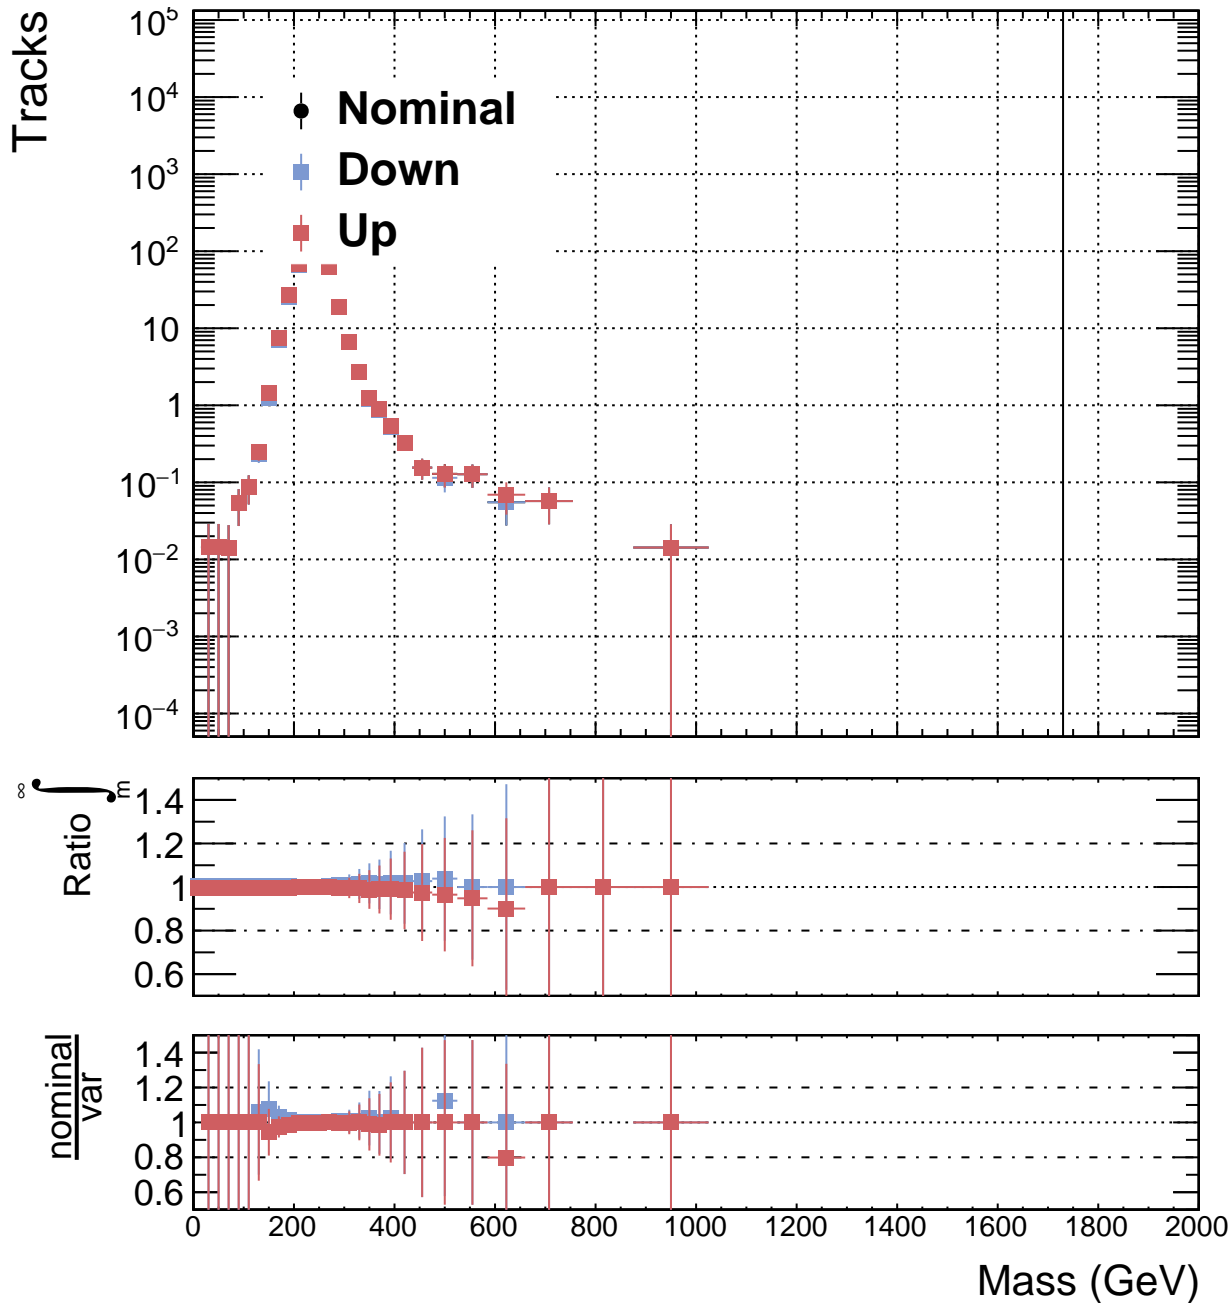 Tracks
10⁵
10⁴
10³
10²
10
1
10⁻¹
10⁻²
10⁻³
10⁻⁴
Nominal
Down
Up
Ratio ∫
m
∞
1.4
1.2
1
0.8
0.6
nominal
var
1.4
1.2
1
0.8
0.6
0 200 400 600 800 1000 1200 1400 1600 1800 2000
Mass (GeV)